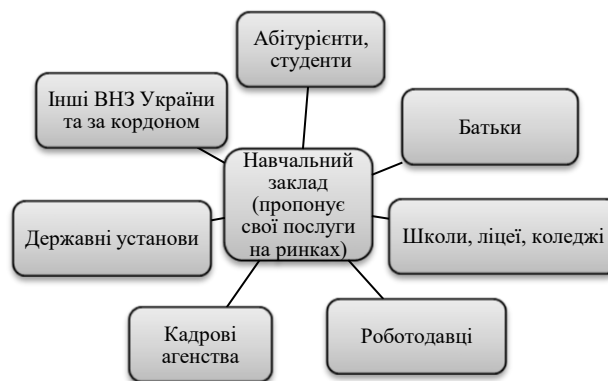 Абітурієнти,
студенти
Інші ВНЗ України
та за кордоном
Батьки
Навчальний
заклад
(пропонує
свої послуги
на ринках)
Державні установи
Школи, ліцеї, коледжі
Кадрові
агенства
Роботодавці